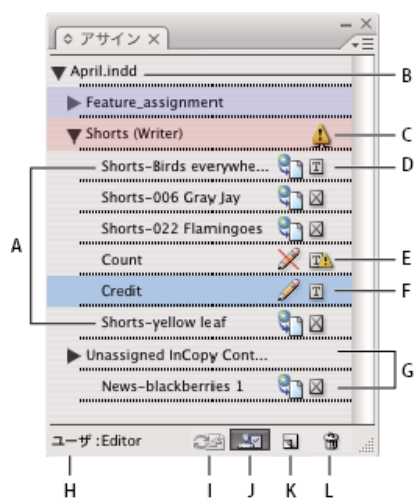 アサイン
April.indd
B
Feature_assignment
Shorts (Writer)
C
Shorts-Birds everywhe...
D
Shorts-006 Gray Jay
Shorts-022 Flamingoes
A
Count
E
Credit
F
Shorts-yellow leaf
Unassigned InCopy Cont...
G
News-blackberries 1
ユーザ :Editor
H
I
J
K
L